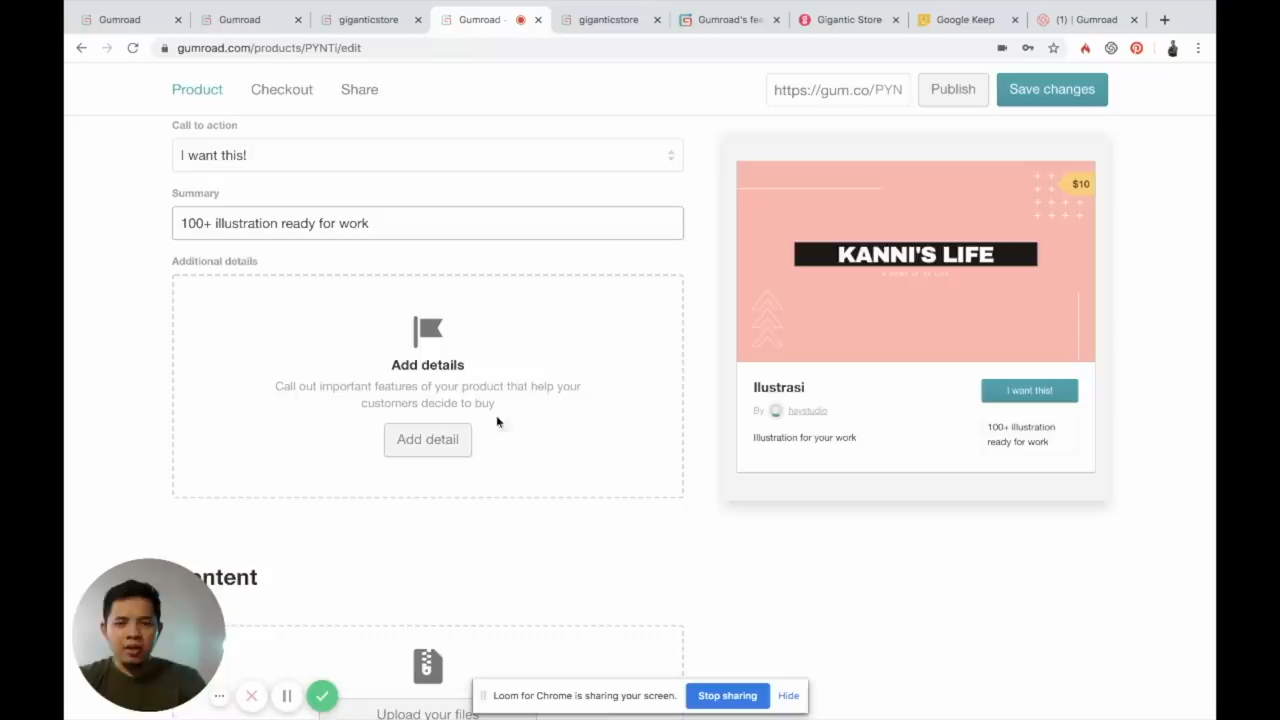 Gumroad
Gumroad
giganticstore
Gumroad -
giganticstore
Gumroad's fee
Gigantic Store
Google Keep
(1) | Gumroad
gumroad.com/products/PYNTi/edit
Product
Checkout
Share
https://gum.co/PYN
Publish
Save changes
Call to action
I want this!
Summary
100+ illustration ready for work
Additional details
Add details
Call out important features of your product that help your
customers decide to buy
Add detail
$10
KANNI'S LIFE
Ilustrasi
I want this!
By haystudio
Illustration for your work
100+ illustration
ready for work
ontent
Upload your files
Loom for Chrome is sharing your screen.
Stop sharing
Hide